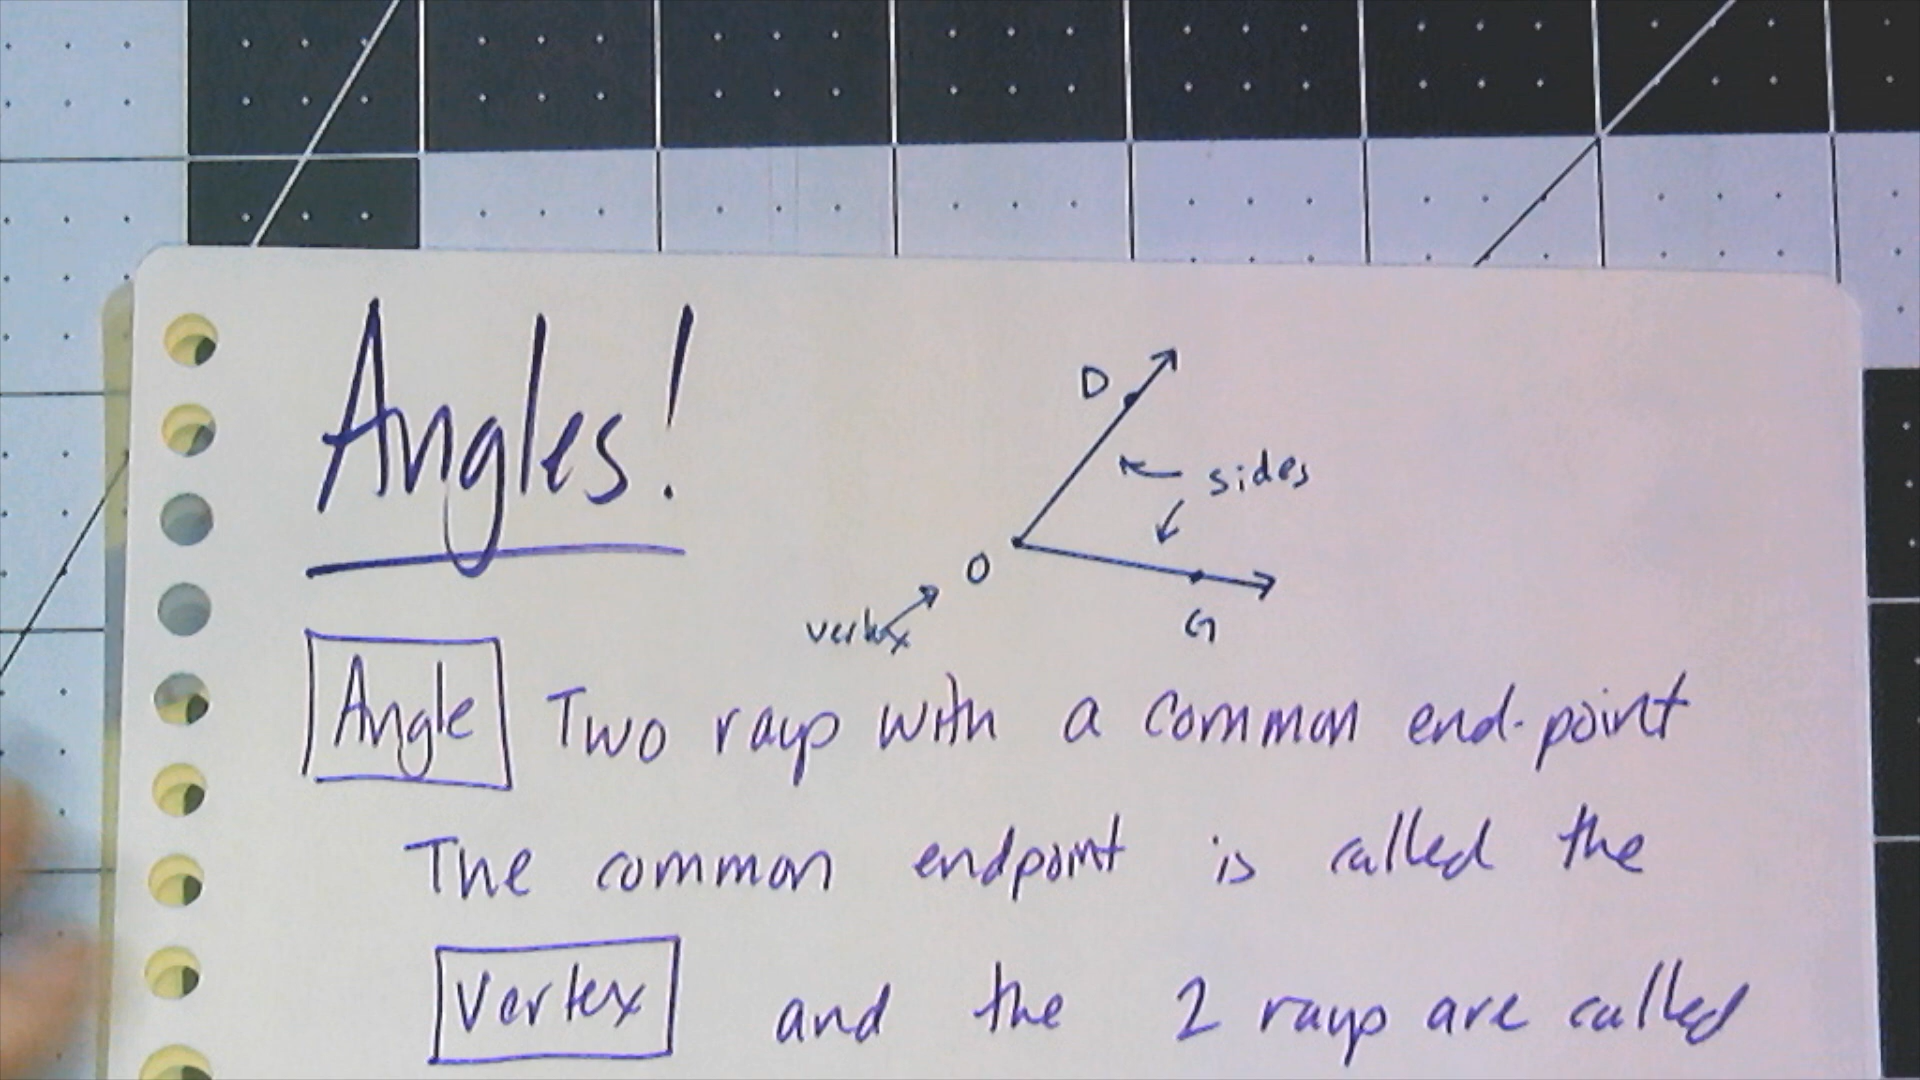 Angles!
D
sides
O
vertex
G
Angle Two rays with a common end-point
The common endpoint is called the
Vertex and the 2 rays are called